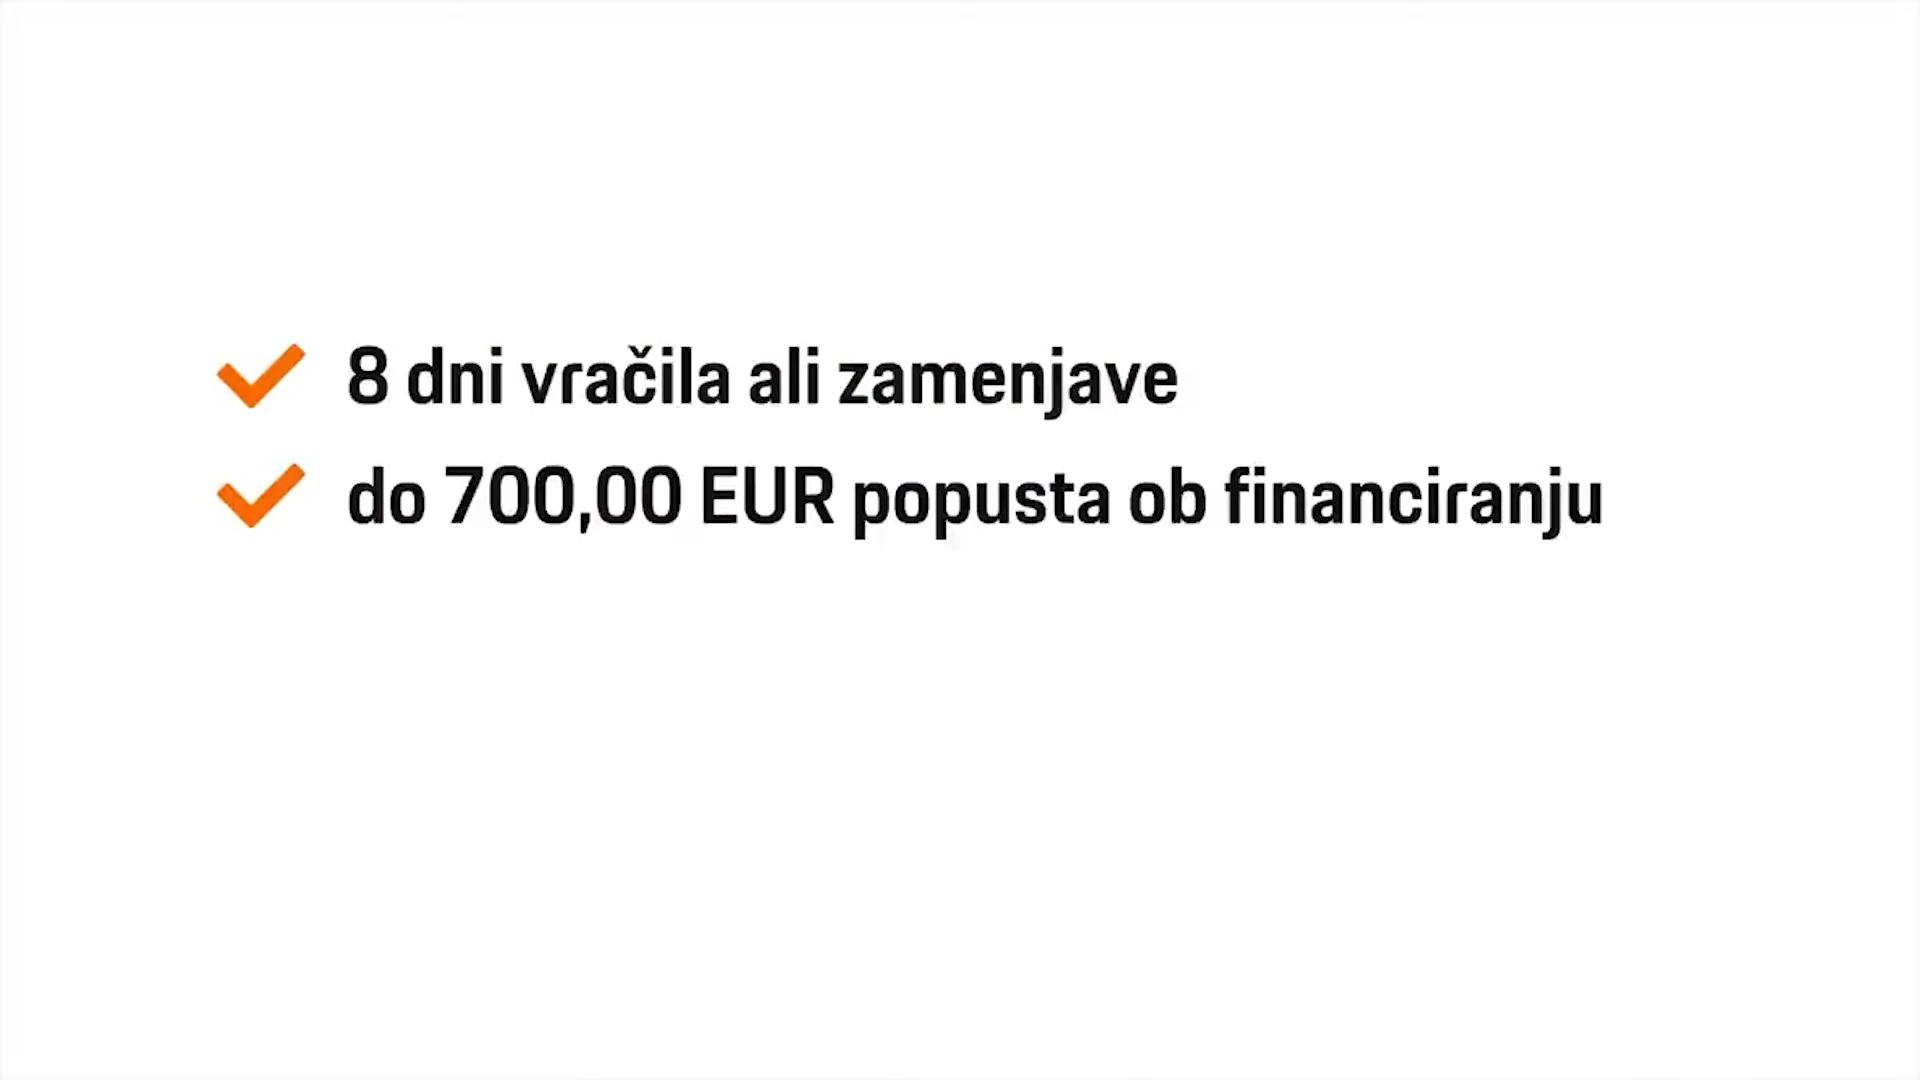 8 dni vračila ali zamenjave
do 700,00 EUR popusta ob financiranju